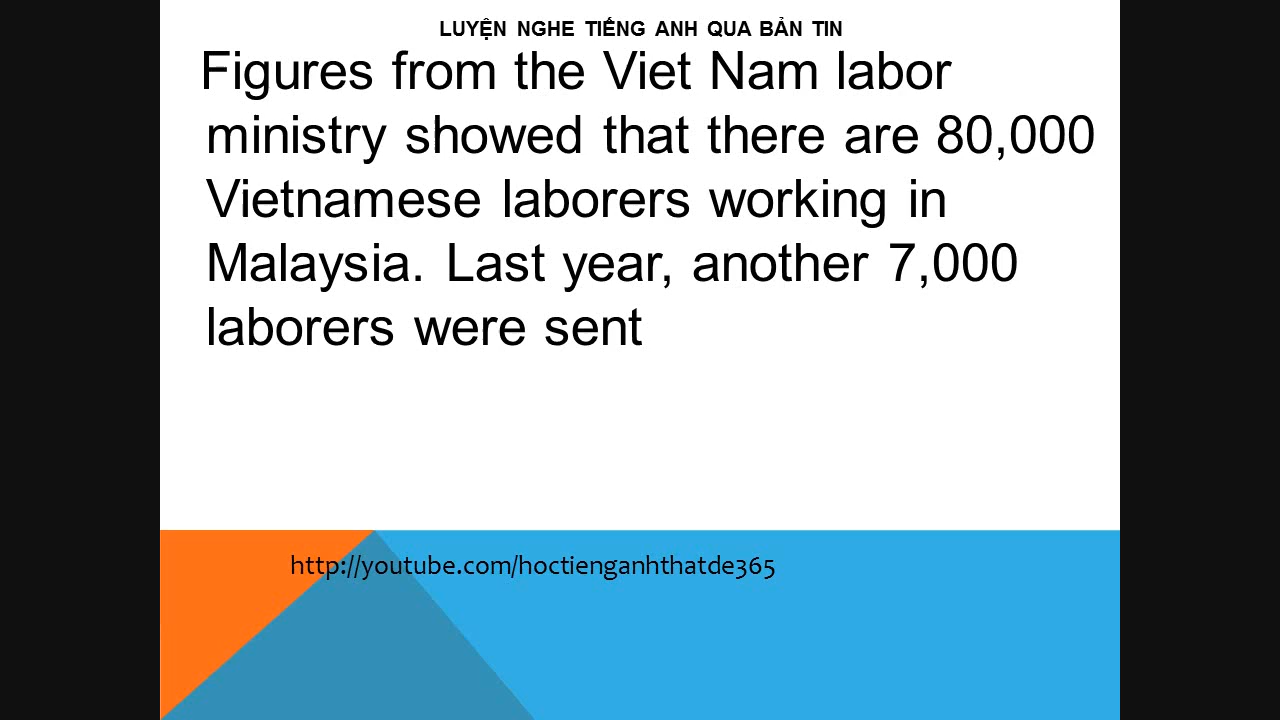 LUYỆN NGHE TIẾNG ANH QUA BẢN TIN
Figures from the Viet Nam labor
ministry showed that there are 80,000
Vietnamese laborers working in
Malaysia. Last year, another 7,000
laborers were sent
http://youtube.com/hoctienganhthatde365